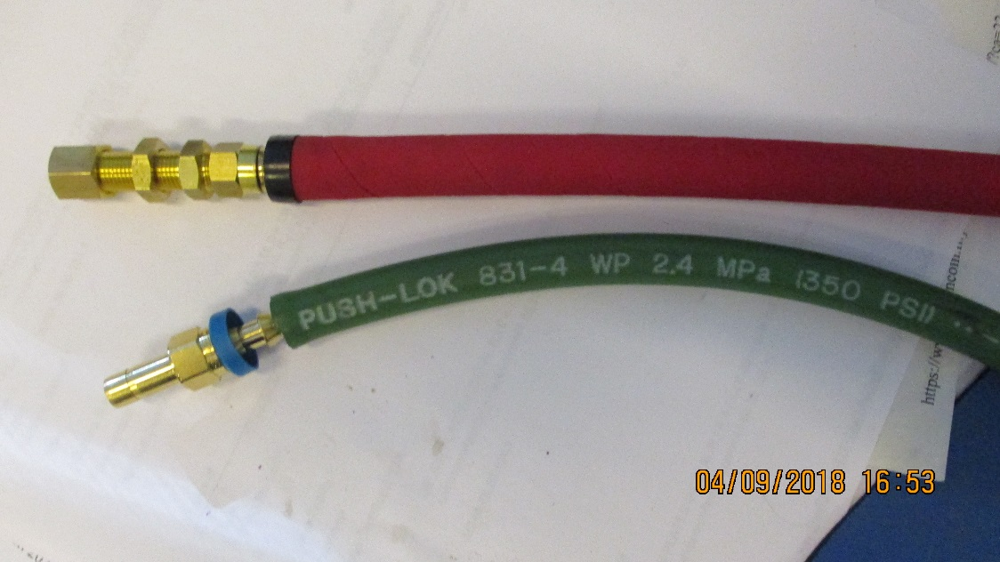 PUSH-LOK 831-4 WP 2.4 MPa (350 PSI)
https://w
04/09/2018 16:53